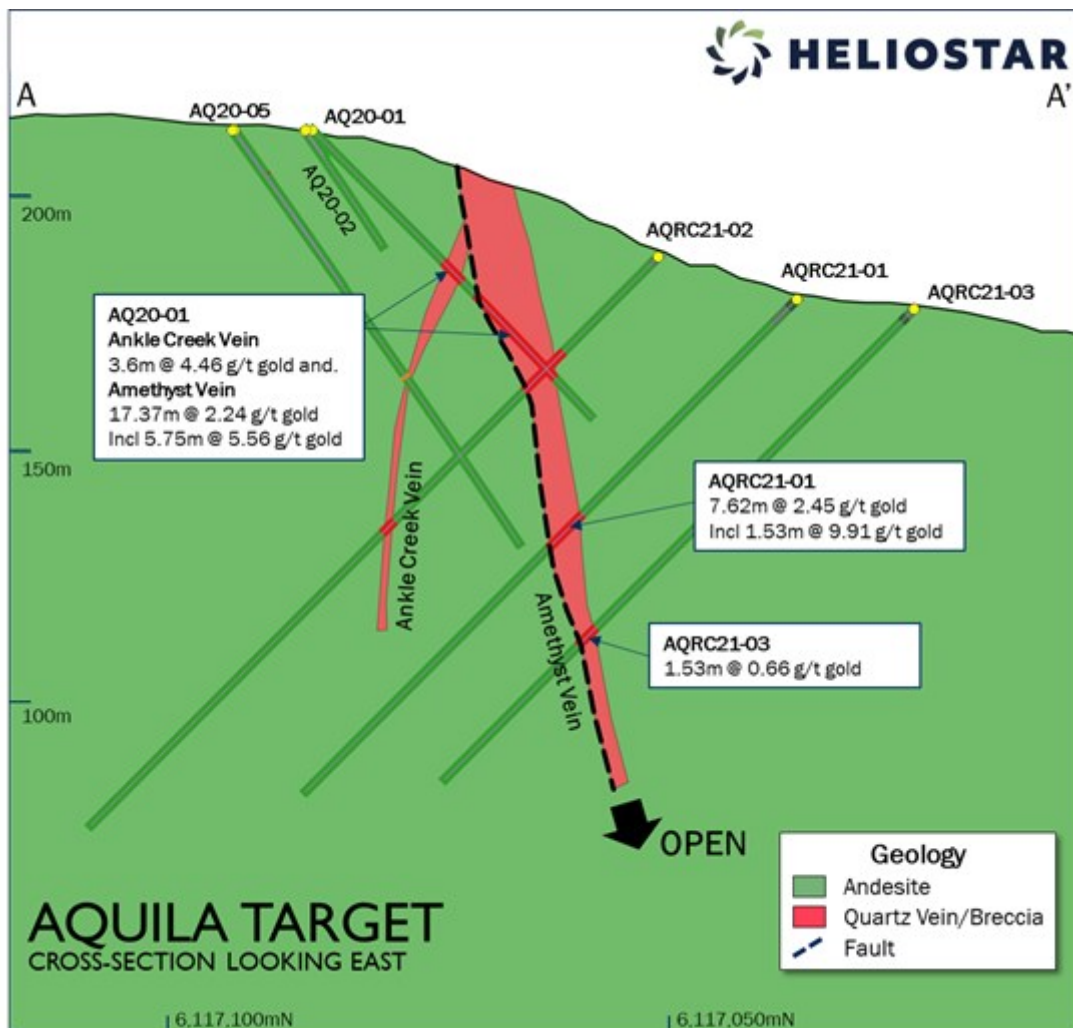 HELIOSTAR
A
A'
AQ20-05
AQ20-01
AQ20-02
AQRC21-02
AQRC21-01
AQRC21-03
200m
150m
100m
AQ20-01
Ankle Creek Vein
3.6m @ 4.46 g/t gold and.
Amethyst Vein
17.37m @ 2.24 g/t gold
Incl 5.75m @ 5.56 g/t gold
Ankle Creek Vein
Amethyst Vein
AQRC21-01
7.62m @ 2.45 g/t gold
Incl 1.53m @ 9.91 g/t gold
AQRC21-03
1.53m @ 0.66 g/t gold
OPEN
Geology
Andesite
Quartz Vein/Breccia
Fault
AQUILA TARGET
CROSS-SECTION LOOKING EAST
6,117,100mN
6,117,050mN